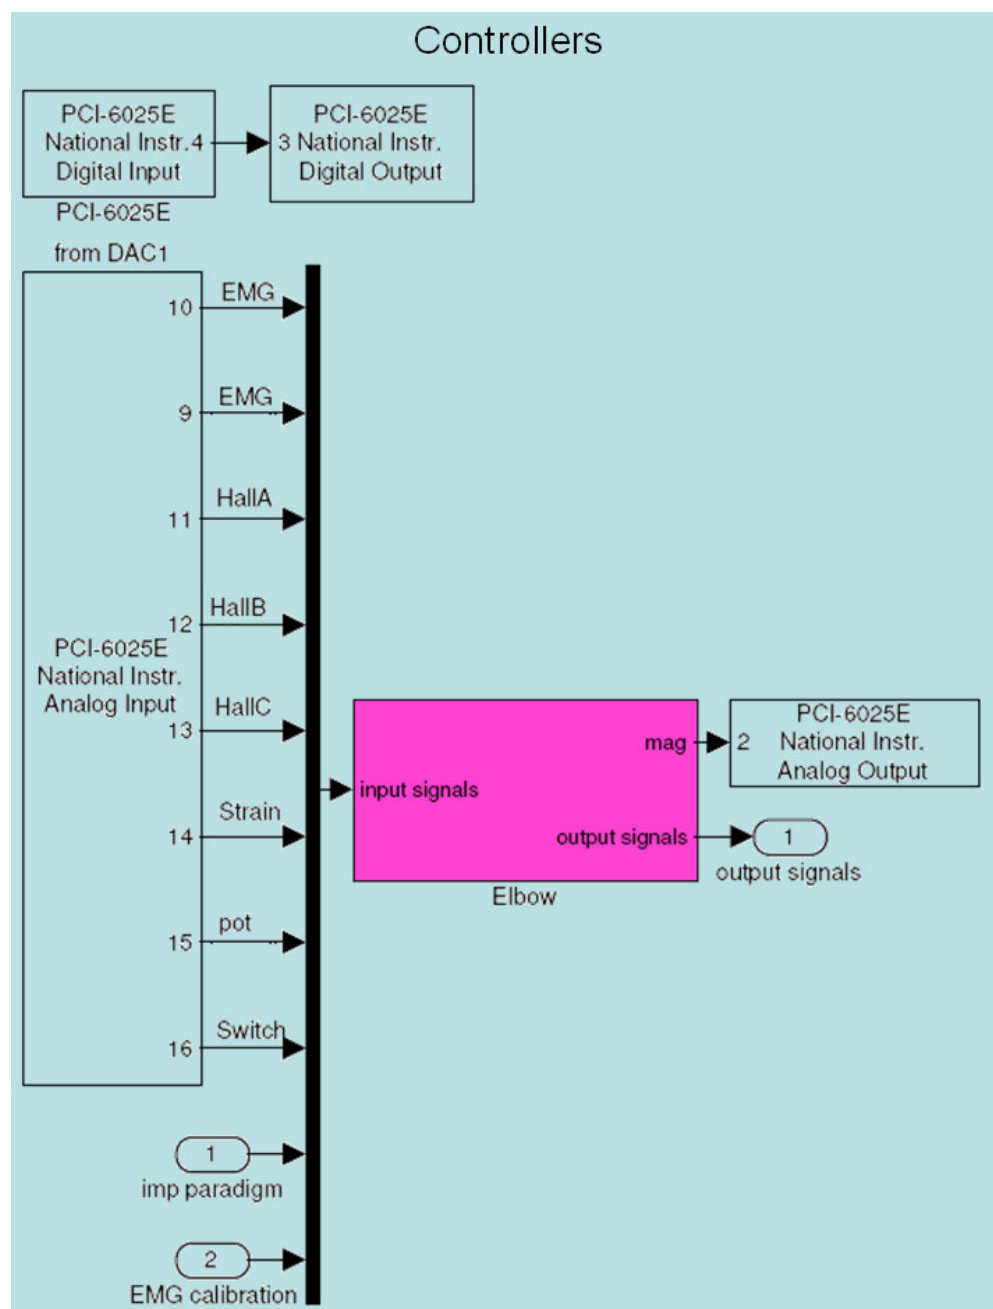 Controllers
PCI-6025E
National Instr. 4
Digital Input
PCI-6025E
3 National Instr.
Digital Output
PCI-6025E
from DAC1
10
EMG
9
EMG
11
HallA
12
HallB
PCI-6025E
National Instr.
Analog Input
13
HallC
14
Strain
15
pot
16
Switch
1
imp paradigm
2
EMG calibration
input signals
mag
output signals
Elbow
PCI-6025E
2 National Instr.
Analog Output
1
output signals